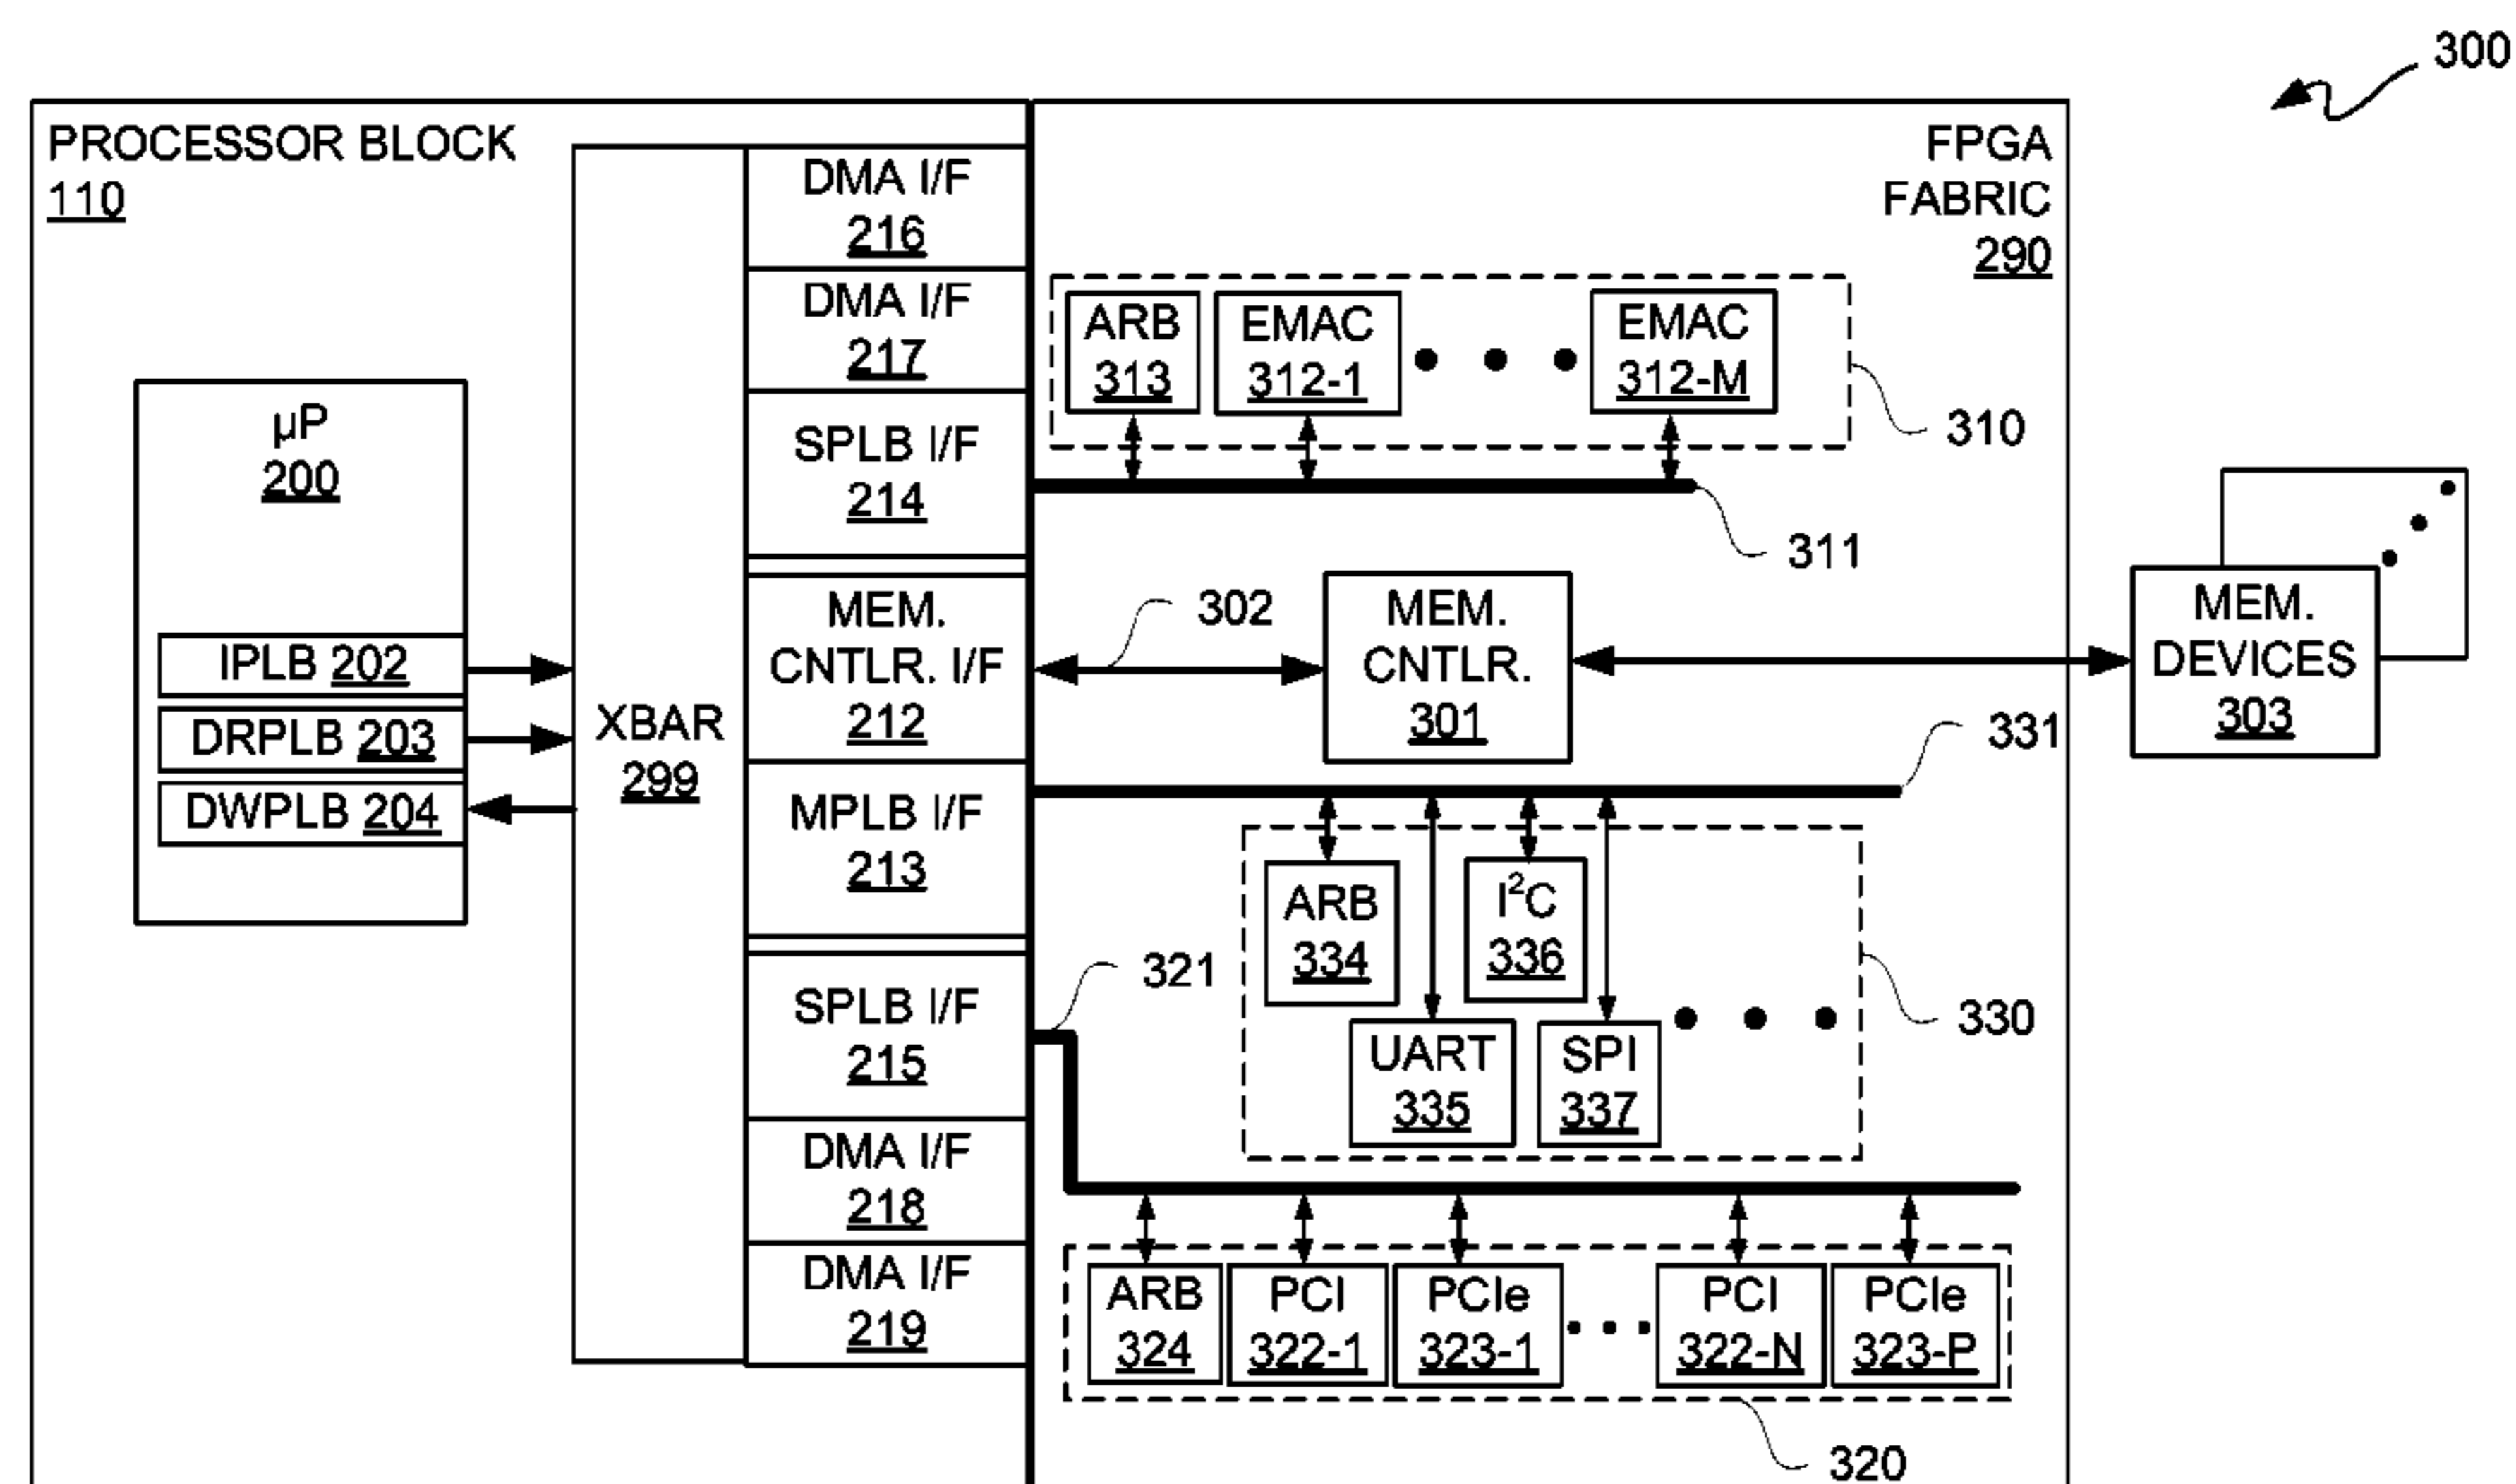 300
PROCESSOR BLOCK
110
FPGA
FABRIC
290
µP
200
IPLB 202
DRPLB 203
DWPLB 204
XBAR
299
DMA I/F
216
DMA I/F
217
SPLB I/F
214
MEM.
CNTLR. I/F
212
MPLB I/F
213
SPLB I/F
215
DMA I/F
218
DMA I/F
219
ARB
313
EMAC
312-1
EMAC
312-M
310
311
302
MEM.
CNTLR.
301
MEM.
DEVICES
303
331
ARB
334
I²C
336
UART
335
SPI
337
330
321
ARB
324
PCI
322-1
PCIe
323-1
PCI
322-N
PCIe
323-P
320